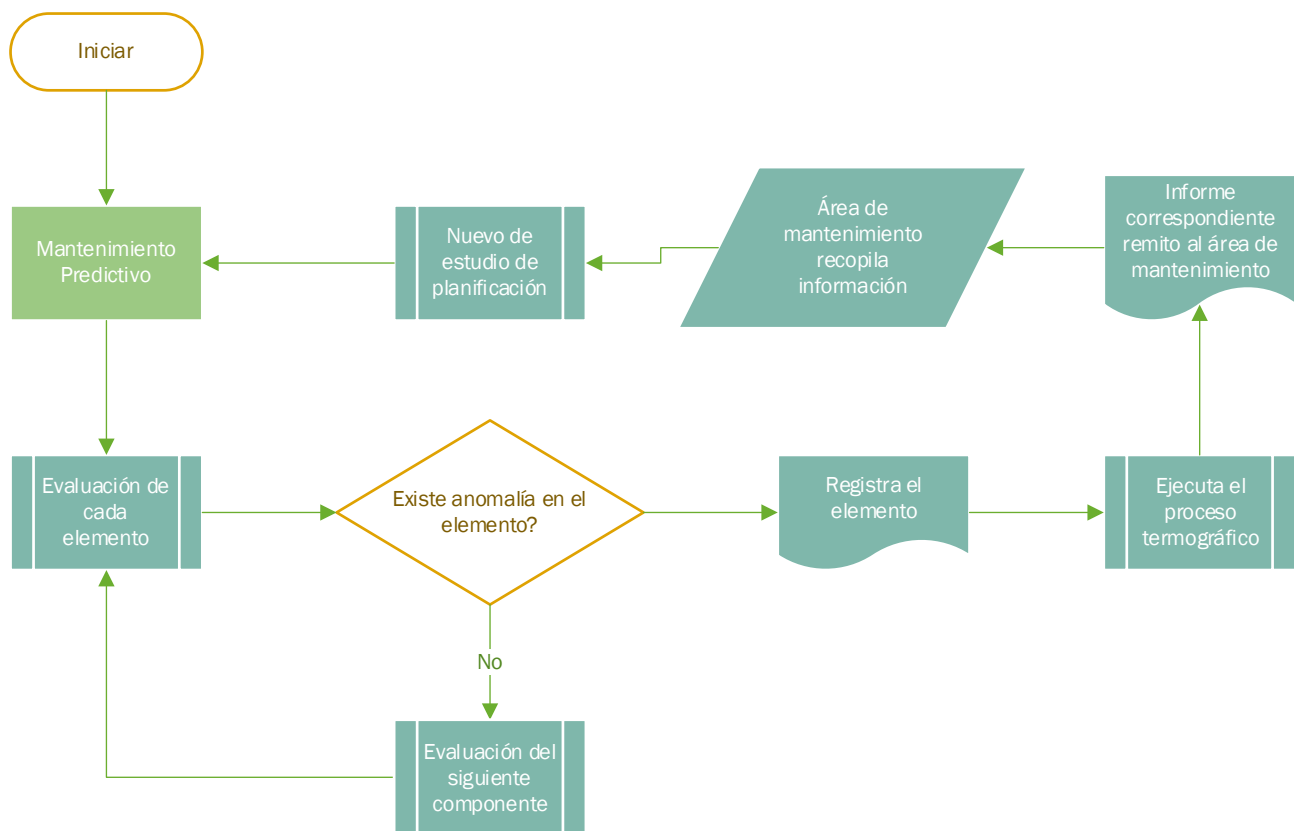 Iniciar
Mantenimiento
Predictivo
Nuevo de
estudio de
planificación
Área de
mantenimiento
recopila
información
Informe
correspondiente
remito al área de
mantenimiento
Evaluación de
cada
elemento
Existe anomalía en el
elemento?
Registra el
elemento
Ejecuta el
proceso
termográfico
No
Evaluación del
siguiente
componente